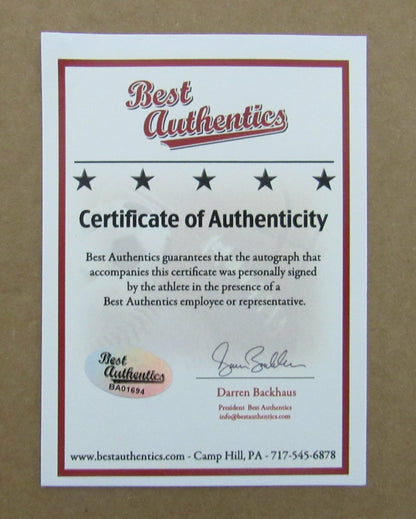 Best
Authentics
Certificate of Authenticity
Best Authentics guarantees that the autograph that
accompanies this certificate was personally signed
by the athlete in the presence of a
Best Authentics employee or representative.
Best
Authentics
BA01694
Darren Backhaus
President Best Authentics
info@bestauthentics.com
www.bestauthentics.com - Camp Hill, PA - 717-545-6878